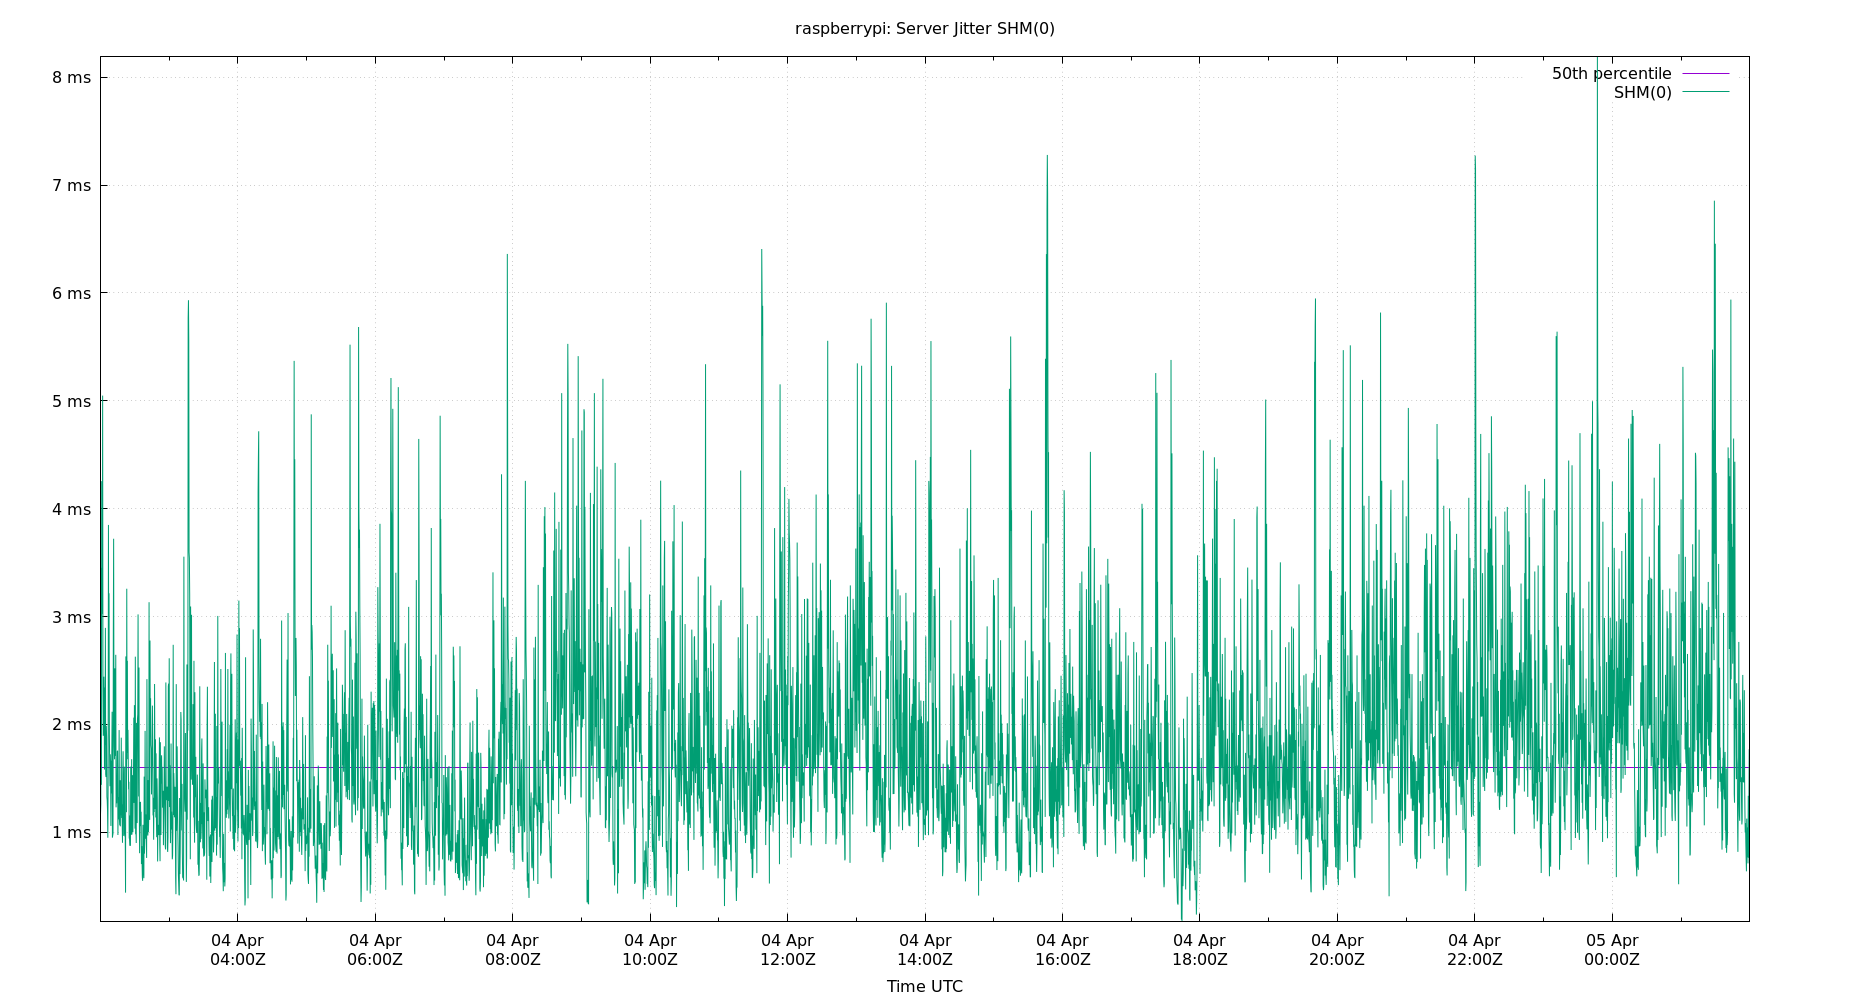 raspberrypi: Server Jitter SHM(0)
50th percentile
SHM(0)
8 ms
7 ms
6 ms
5 ms
4 ms
3 ms
2 ms
1 ms
04 Apr 04 Apr 04 Apr 04 Apr 04 Apr 04 Apr 04 Apr 04 Apr 04 Apr 04 Apr 05 Apr
04:00Z 06:00Z 08:00Z 10:00Z 12:00Z 14:00Z 16:00Z 18:00Z 20:00Z 22:00Z 00:00Z
Time UTC